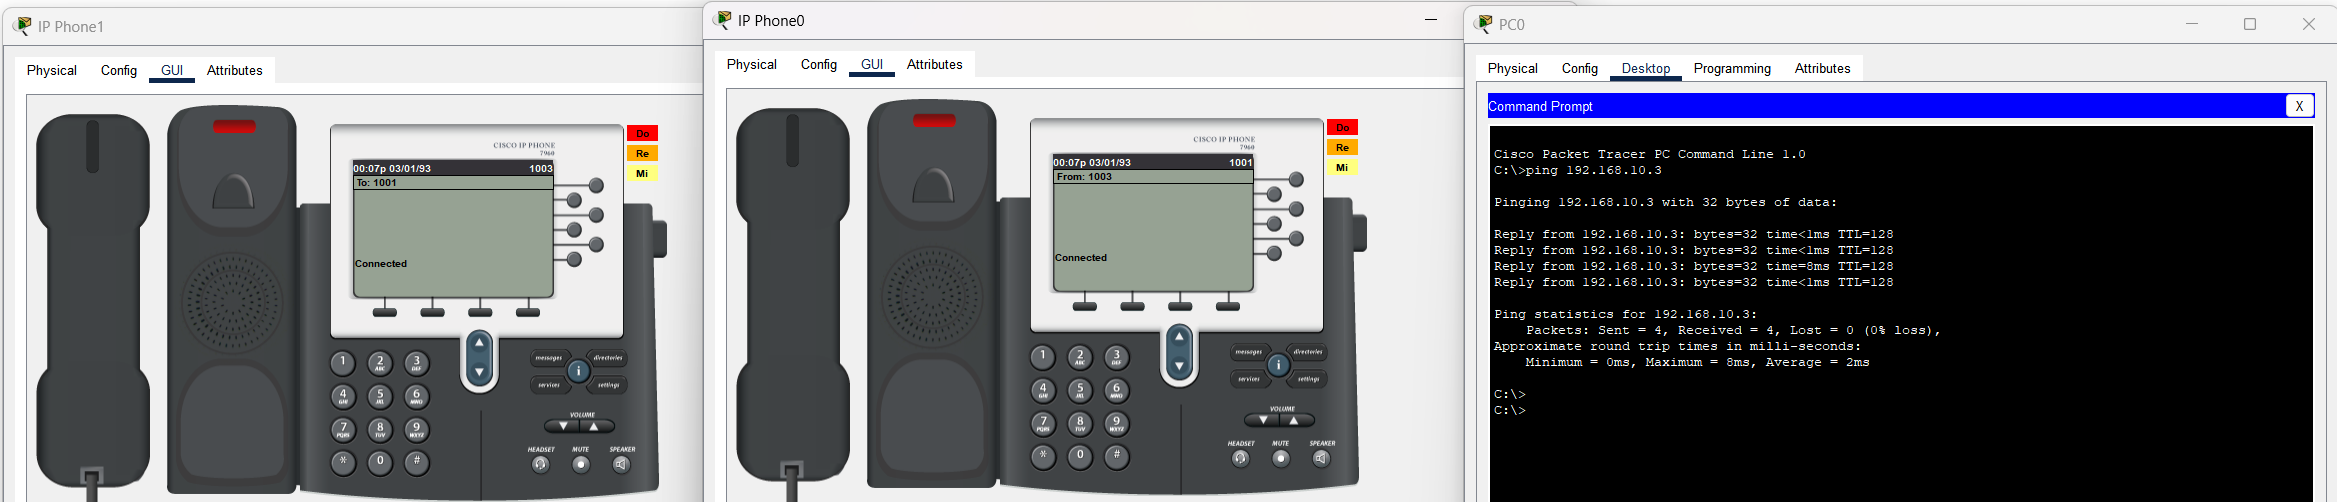 IP Phone1
Physical Config GUI Attributes
CISCO IP PHONE
7960
00:07p 03/01/93 1003
To: 1001
Connected
Do
Re
Mi
1 2 ABC 3 DEF
4 GHI 5 JKL 6 MNO
7 PQRS 8 TUV 9 WXYZ
* 0 #
messages directories
i
services settings
VOLUME
HEADSET MUTE SPEAKER
IP Phone0
Physical Config GUI Attributes
CISCO IP PHONE
7960
00:07p 03/01/93 1001
From: 1003
Connected
Do
Re
Mi
1 2 ABC 3 DEF
4 GHI 5 JKL 6 MNO
7 PQRS 8 TUV 9 WXYZ
* 0 #
messages directories
i
services settings
VOLUME
HEADSET MUTE SPEAKER
PC0
Physical Config Desktop Programming Attributes
Command Prompt X
Cisco Packet Tracer PC Command Line 1.0
C:\>ping 192.168.10.3
Pinging 192.168.10.3 with 32 bytes of data:
Reply from 192.168.10.3: bytes=32 time<1ms TTL=128
Reply from 192.168.10.3: bytes=32 time<1ms TTL=128
Reply from 192.168.10.3: bytes=32 time=8ms TTL=128
Reply from 192.168.10.3: bytes=32 time<1ms TTL=128
Ping statistics for 192.168.10.3:
Packets: Sent = 4, Received = 4, Lost = 0 (0% loss),
Approximate round trip times in milli-seconds:
Minimum = 0ms, Maximum = 8ms, Average = 2ms
C:\>
C:\>